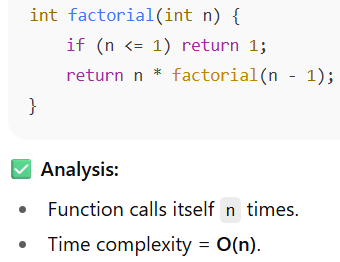 int factorial(int n) {
    if (n <= 1) return 1;
    return n * factorial(n - 1);
}
✅ Analysis:
• Function calls itself n times.
• Time complexity = O(n).